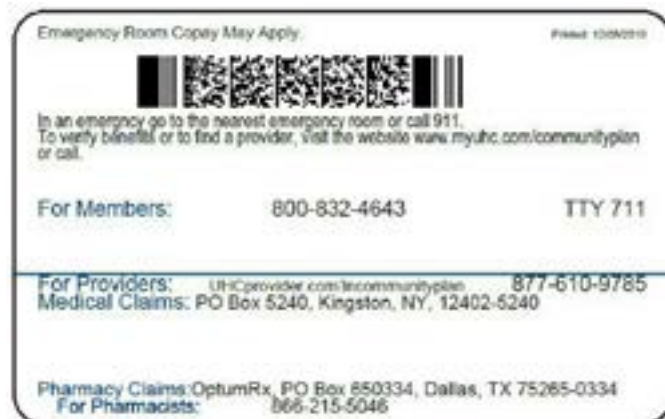 Emergency Room Copay May Apply. Printed:
In an emergncy go to the nearest emergency room or call 911.
To verify benefits or to find a provider, visit the website www.myuhc.com/communityplan
or call.
For Members: 800-832-4643 TTY 711
For Providers: 877-610-9785
Medical Claims: PO Box 5240, Kingston, NY, 12402-5240
Pharmacy Claims:OptumRx, PO Box 650334, Dallas, TX 75265-0334
For Pharmacists: 866-215-5046